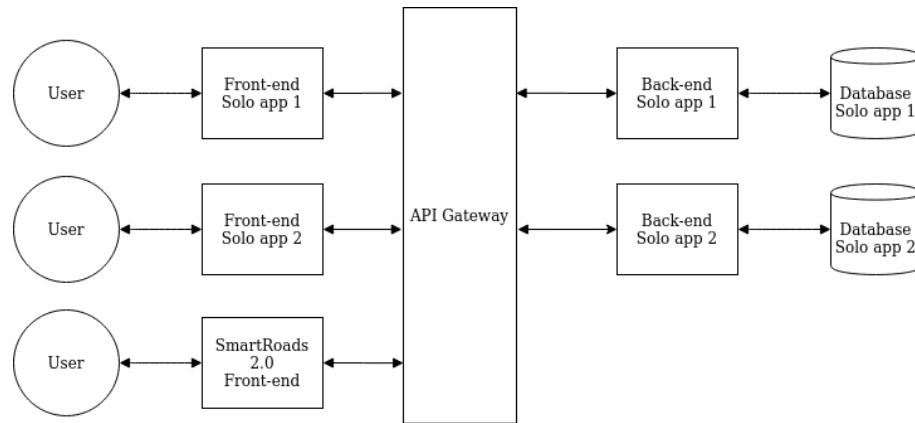 User
Front-end
Solo app 1
Back-end
Solo app 1
Database
Solo app 1
API Gateway
User
Front-end
Solo app 2
Back-end
Solo app 2
Database
Solo app 2
User
SmartRoads
2.0
Front-end